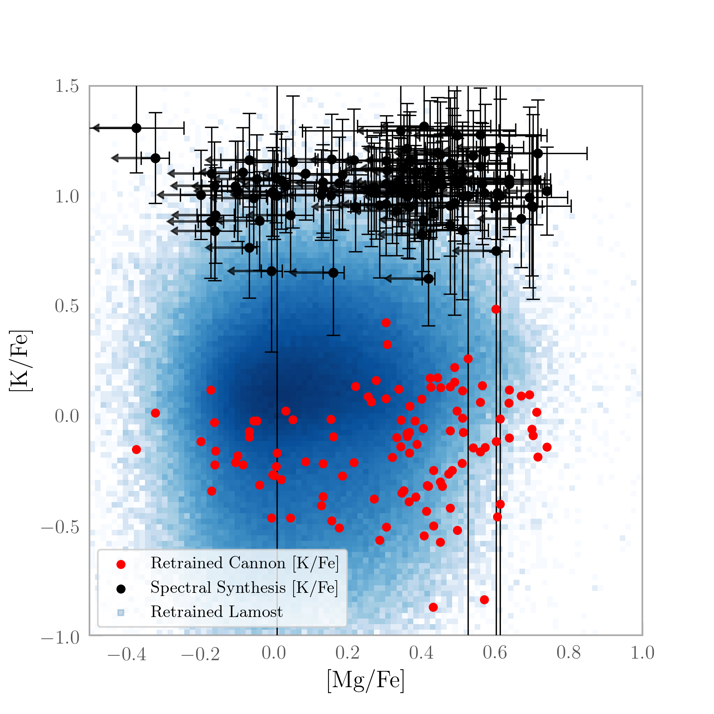 1.5
1.0
0.5
0.0
−0.5
−1.0
[K/Fe]
Retrained Cannon [K/Fe]
Spectral Synthesis [K/Fe]
Retrained Lamost
−0.4 −0.2 0.0 0.2 0.4 0.6 0.8 1.0
[Mg/Fe]